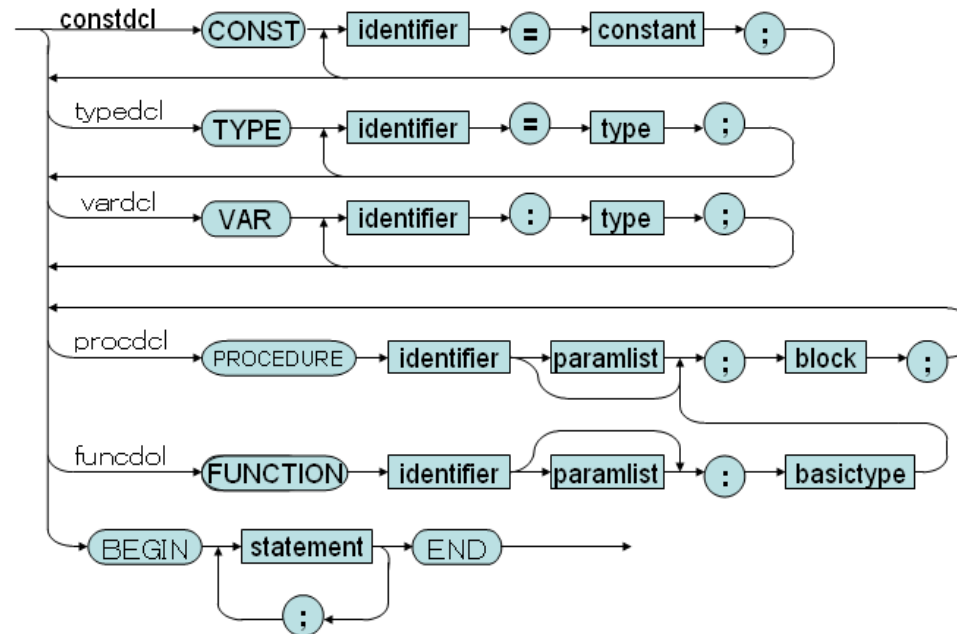 constdcl CONST identifier = constant ;
typedcl TYPE identifier = type ;
vardcl VAR identifier : type ;
procdcl PROCEDURE identifier paramlist ; block ;
funcdol FUNCTION identifier paramlist : basictype
BEGIN statement END
;